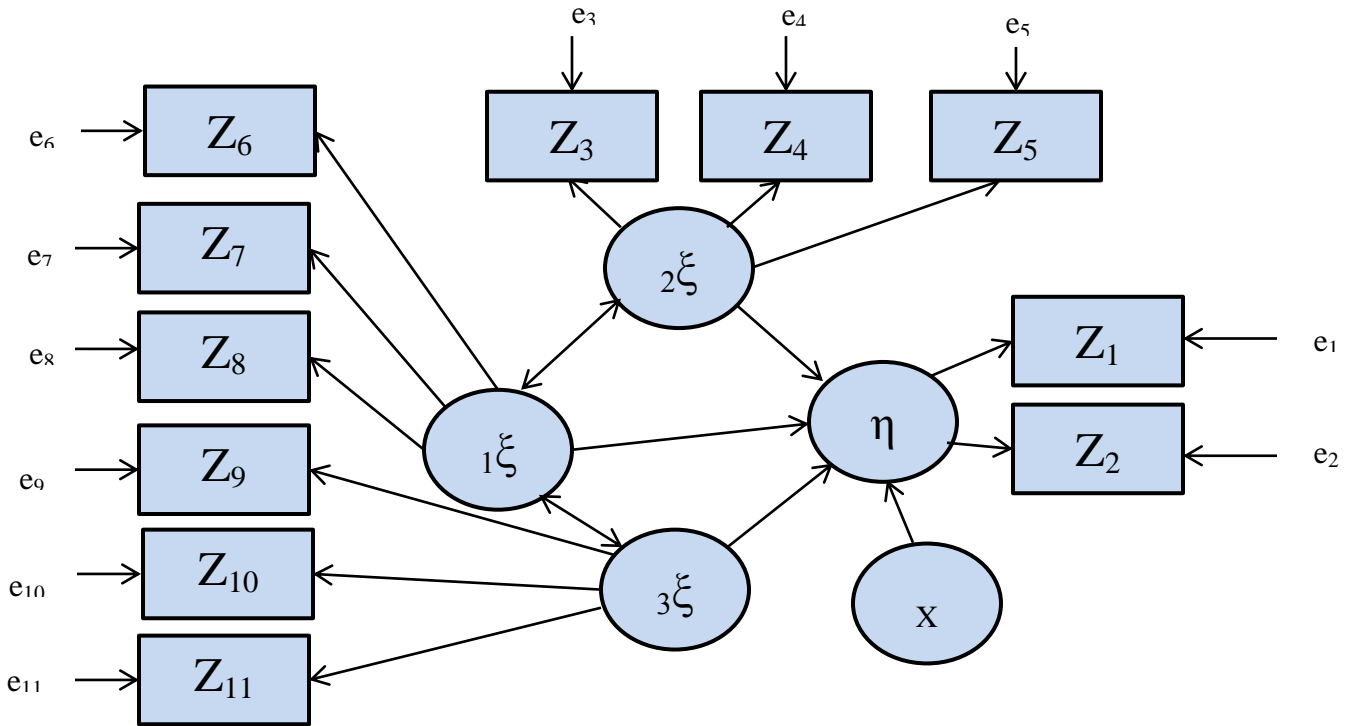 e₃ e₄ e₅
Z₃ Z₄ Z₅
e₆ Z₆
e₇ Z₇
₂ξ
e₈ Z₈
Z₁ e₁
η
Z₂ e₂
₁ξ
e₉ Z₉
e₁₀ Z₁₀
₃ξ
X
e₁₁ Z₁₁